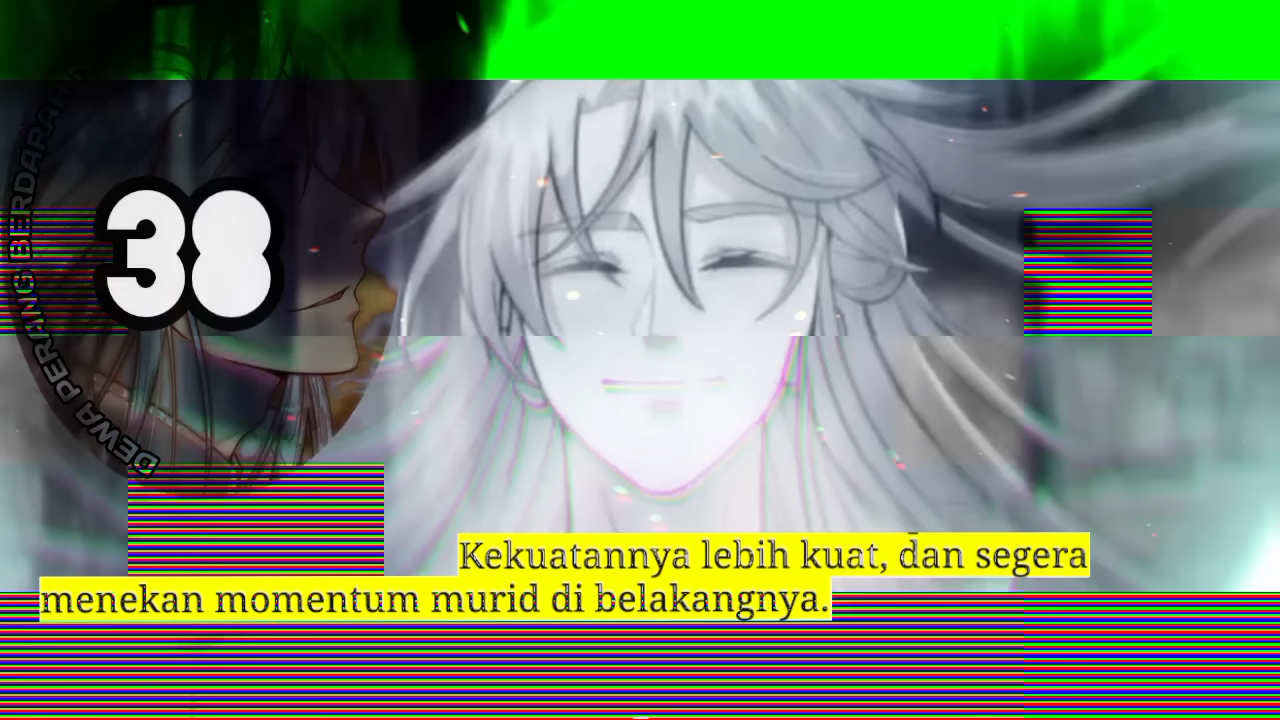 DEWA PERANG BERDARAH
38
Kekuatannya lebih kuat, dan segera
menekan momentum murid di belakangnya.